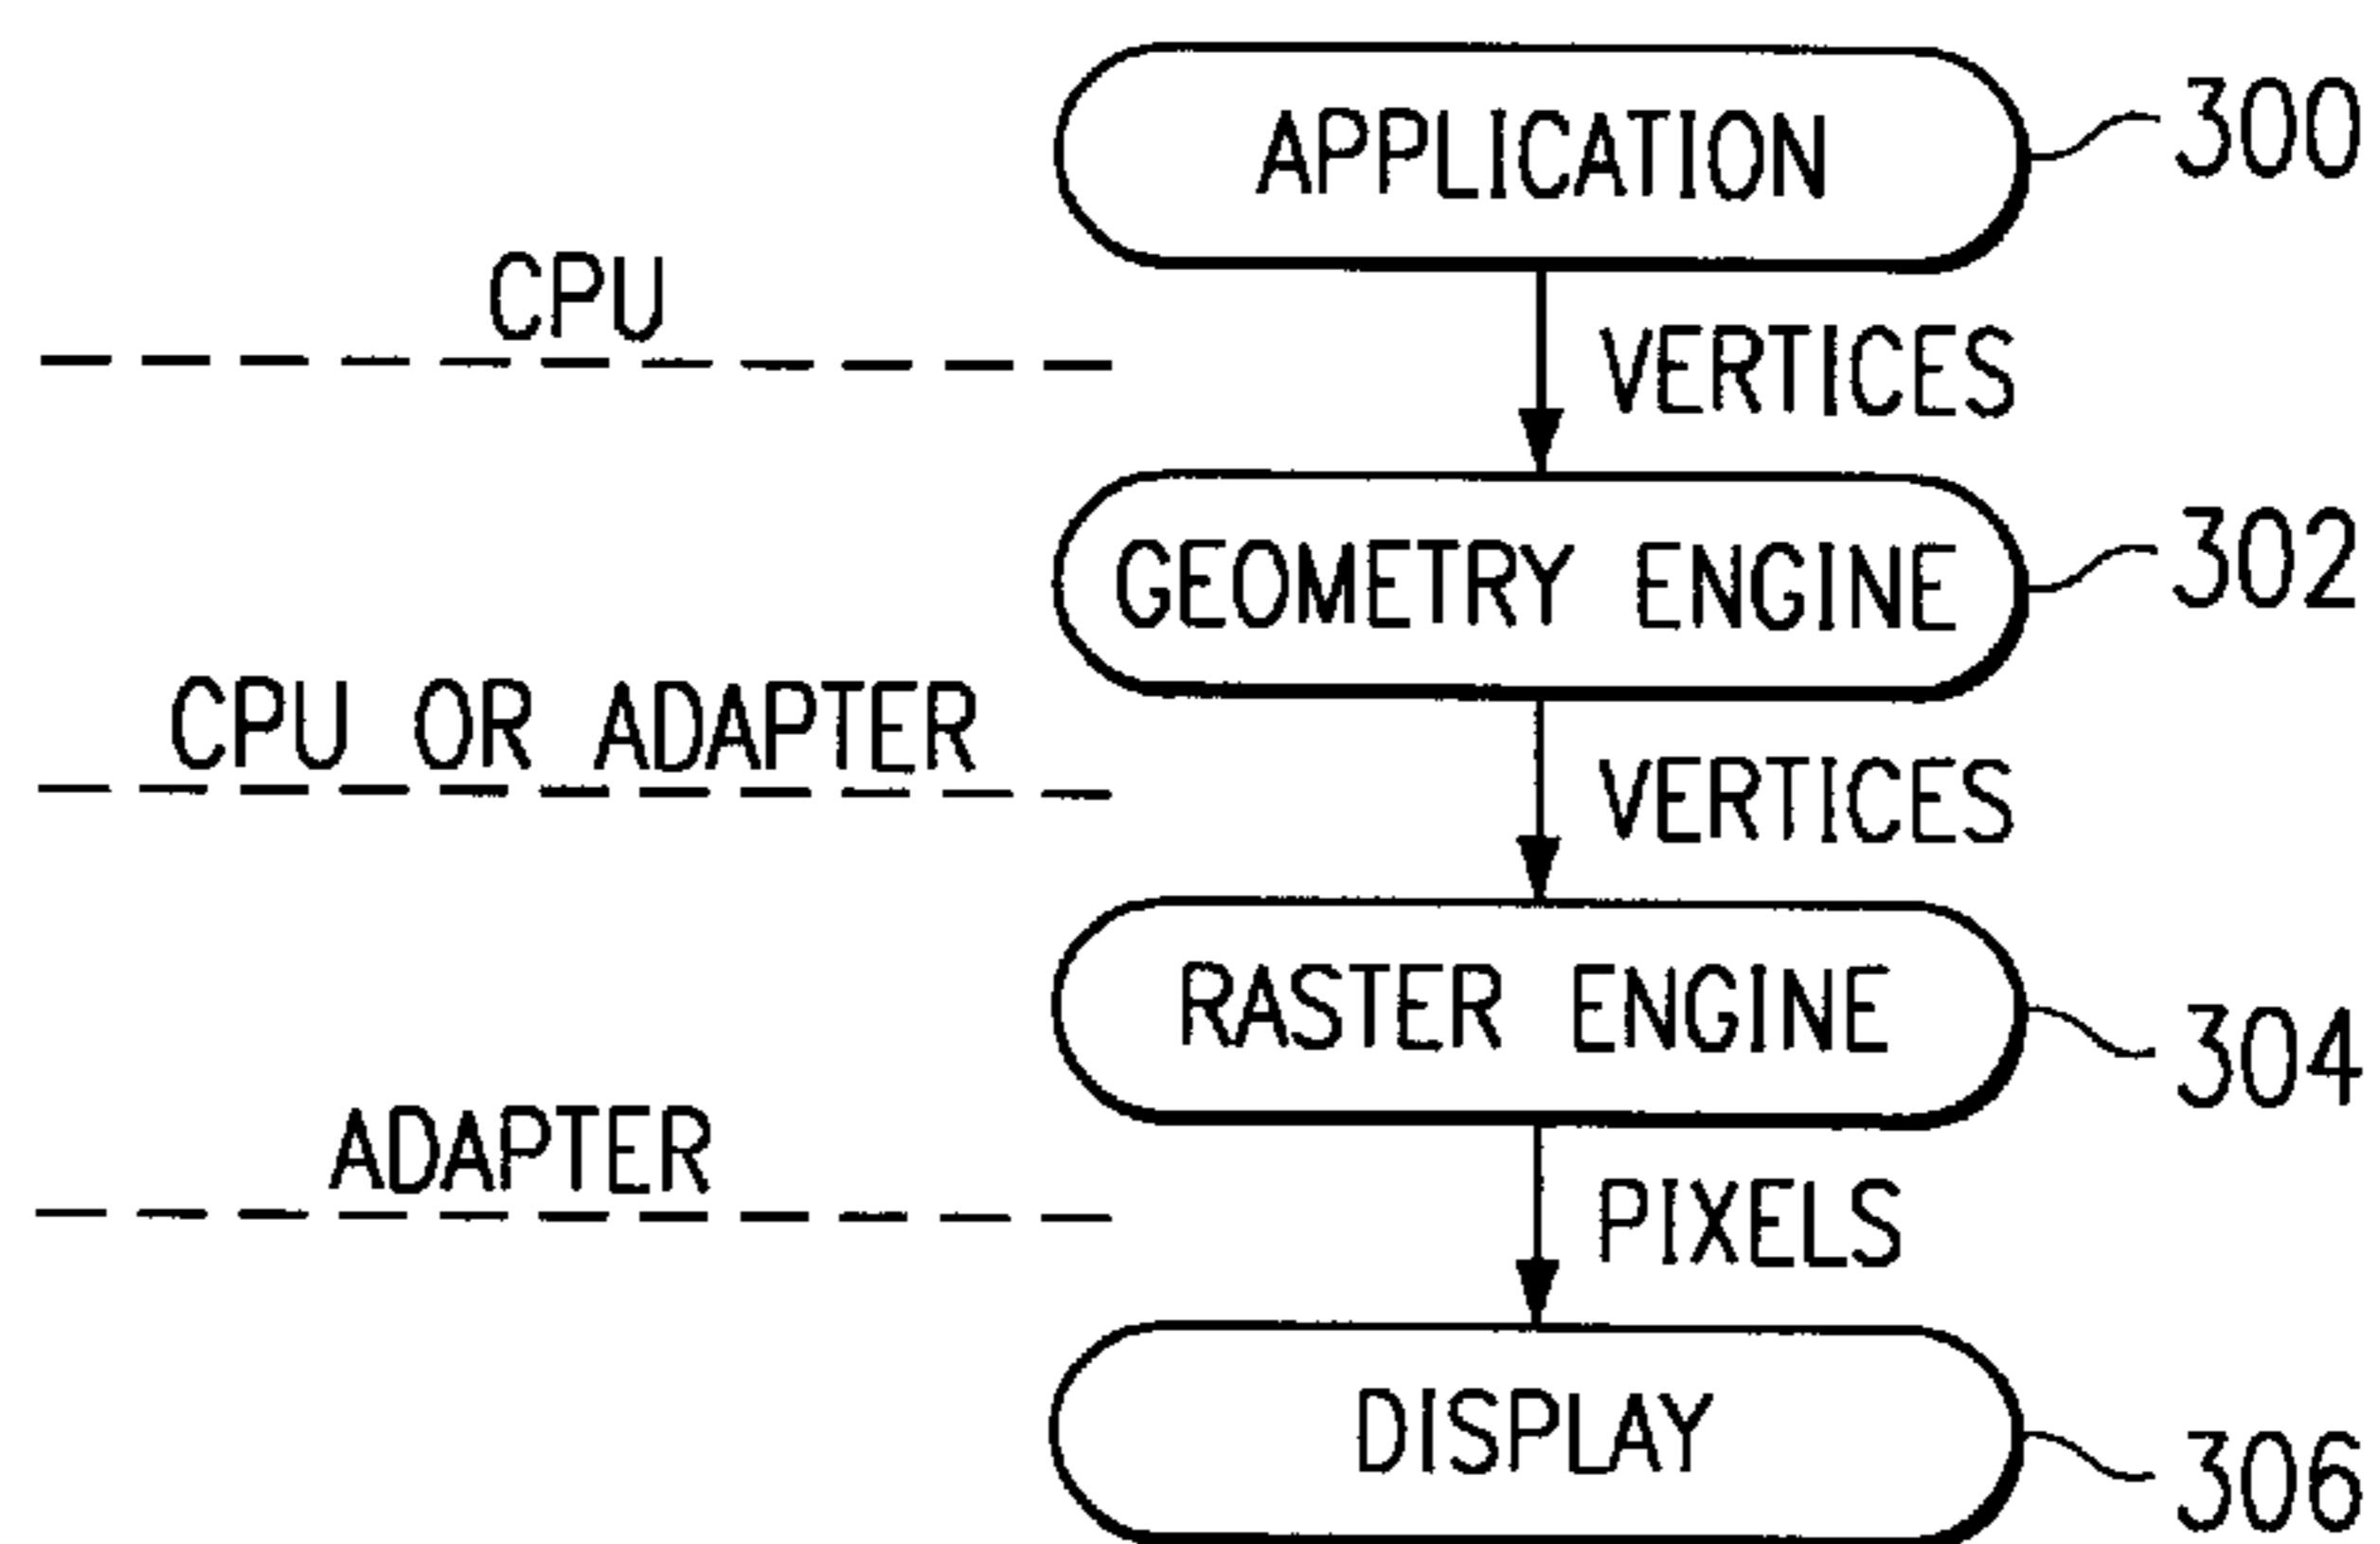 APPLICATION
300
CPU
VERTICES
GEOMETRY ENGINE
302
CPU OR ADAPTER
VERTICES
RASTER ENGINE
304
ADAPTER
PIXELS
DISPLAY
306